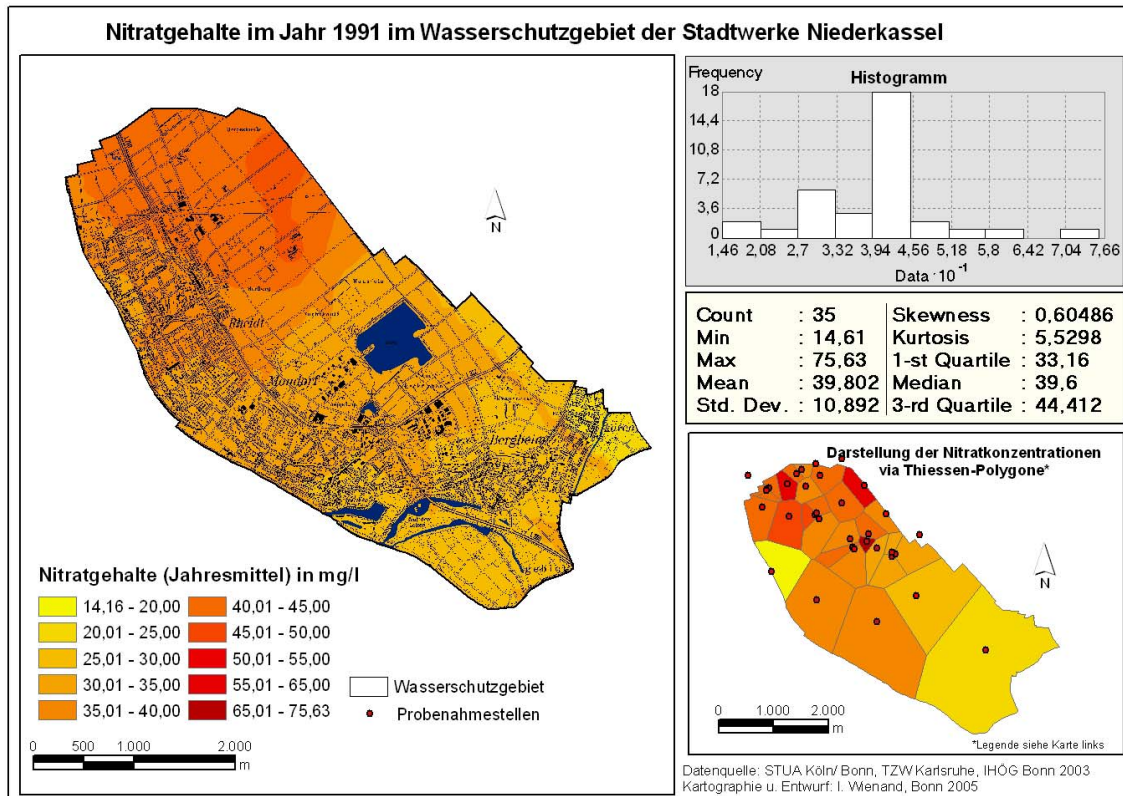 Nitratgehalte im Jahr 1991 im Wasserschutzgebiet der Stadtwerke Niederkassel
Rheidt
Mondorf
Bergheim
N
Nitratgehalte (Jahresmittel) in mg/l
14,16 - 20,00
20,01 - 25,00
25,01 - 30,00
30,01 - 35,00
35,01 - 40,00
40,01 - 45,00
45,01 - 50,00
50,01 - 55,00
55,01 - 65,00
65,01 - 75,63
Wasserschutzgebiet
Probenahmestellen
0 500 1.000 2.000
m
Frequency
Histogramm
18
14,4
10,8
7,2
3,6
0
1,46 2,08 2,7 3,32 3,94 4,56 5,18 5,8 6,42 7,04 7,66
Data · 10⁻¹
Count : 35 Skewness : 0,60486
Min : 14,61 Kurtosis : 5,5298
Max : 75,63 1-st Quartile : 33,16
Mean : 39,802 Median : 39,6
Std. Dev. : 10,892 3-rd Quartile : 44,412
Darstellung der Nitratkonzentrationen
via Thiessen-Polygone*
N
0 1.000 2.000
m
*Legende siehe Karte links
Datenquelle: STUA Köln/ Bonn, TZW Karlsruhe, IHÖG Bonn 2003
Kartographie u. Entwurf: I. Wienand, Bonn 2005